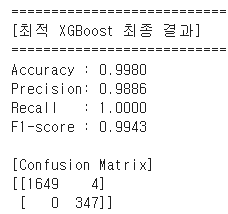 ==============================
[최적 XGBoost 최종 결과]
==============================
Accuracy : 0.9980
Precision: 0.9886
Recall   : 1.0000
F1-score : 0.9943
[Confusion Matrix]
[[1649    4]
 [   0  347]]